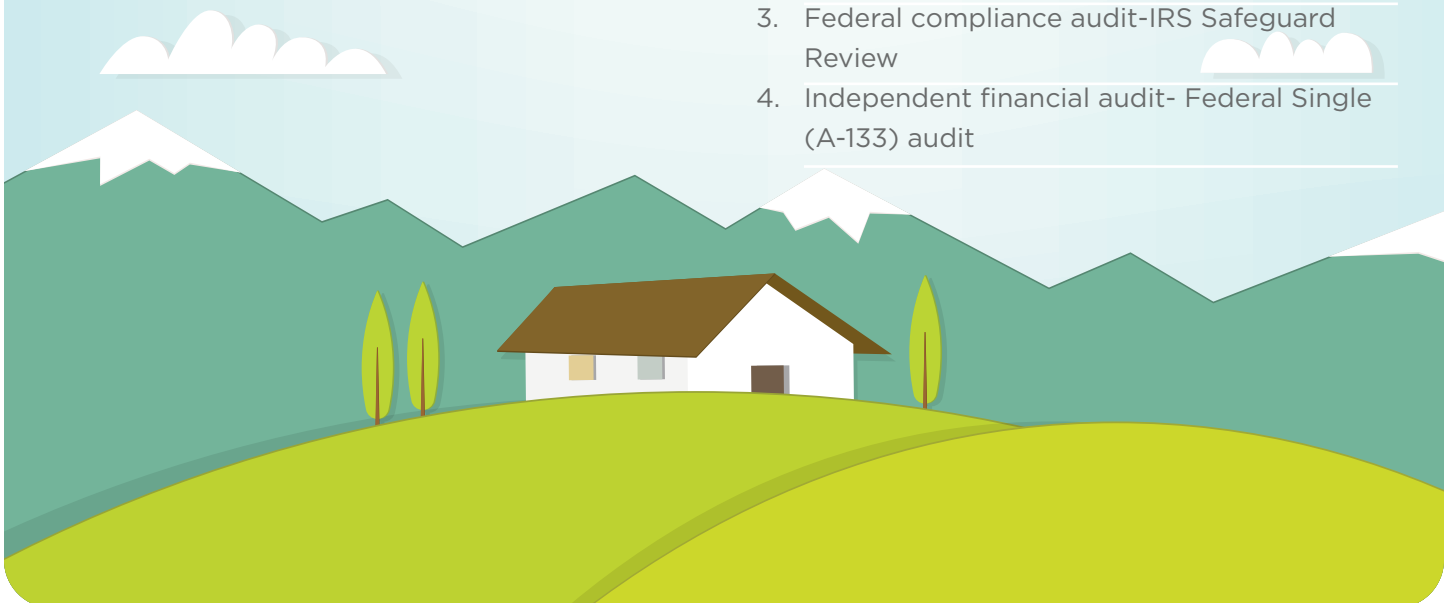 3. Federal compliance audit-IRS Safeguard
Review
4. Independent financial audit- Federal Single
(A-133) audit